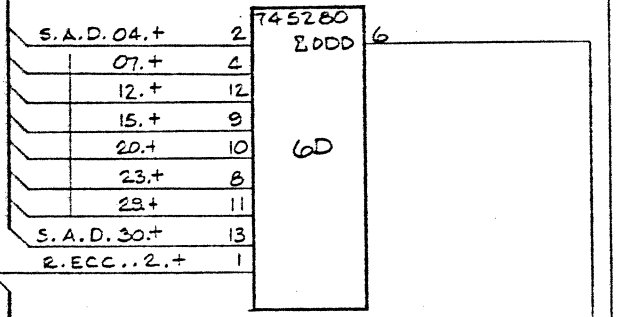 74S280
S.A.D.04.+ 2 ΣODD 6
07.+ 4
12.+ 12
15.+ 9
20.+ 10 6D
23.+ 8
29.+ 11
S.A.D.30.+ 13
R.ECC..2.+ 1